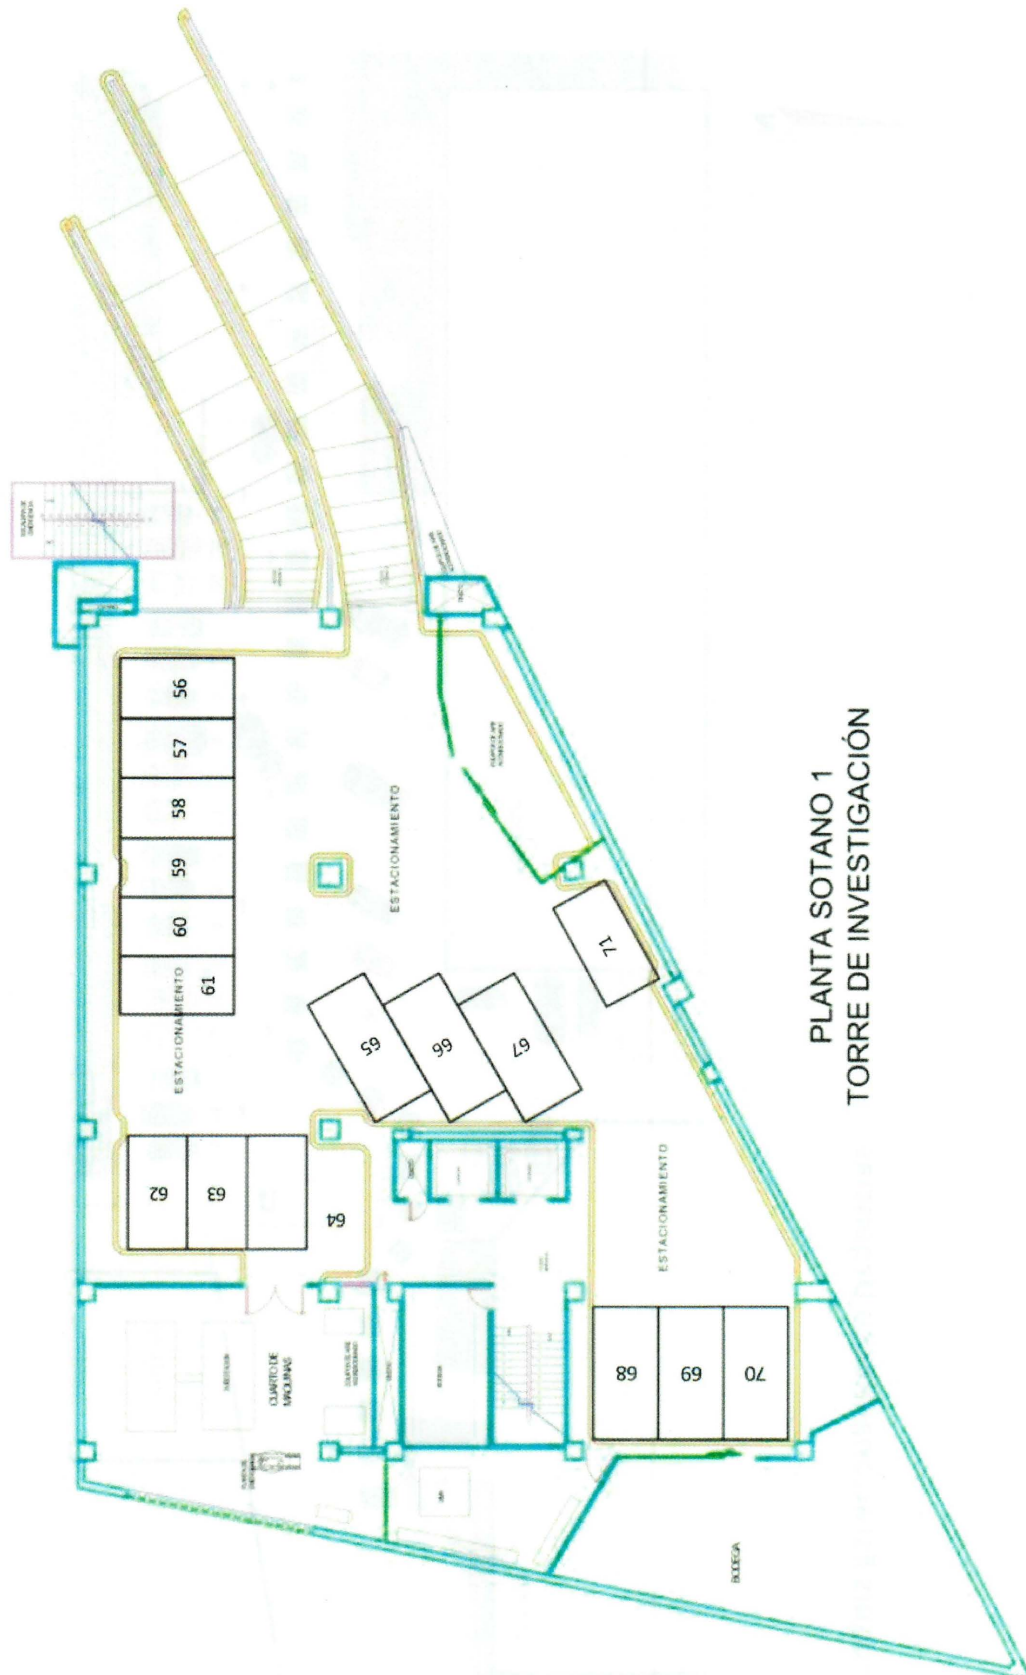 PLANTA SOTANO 1
TORRE DE INVESTIGACIÓN
56
57
58
59
60
61
ESTACIONAMIENTO
62
63
64
ESTACIONAMIENTO
65
66
67
71
ESTACIONAMIENTO
68
69
70
CUARTO DE
MAQUINAS
BODEGA